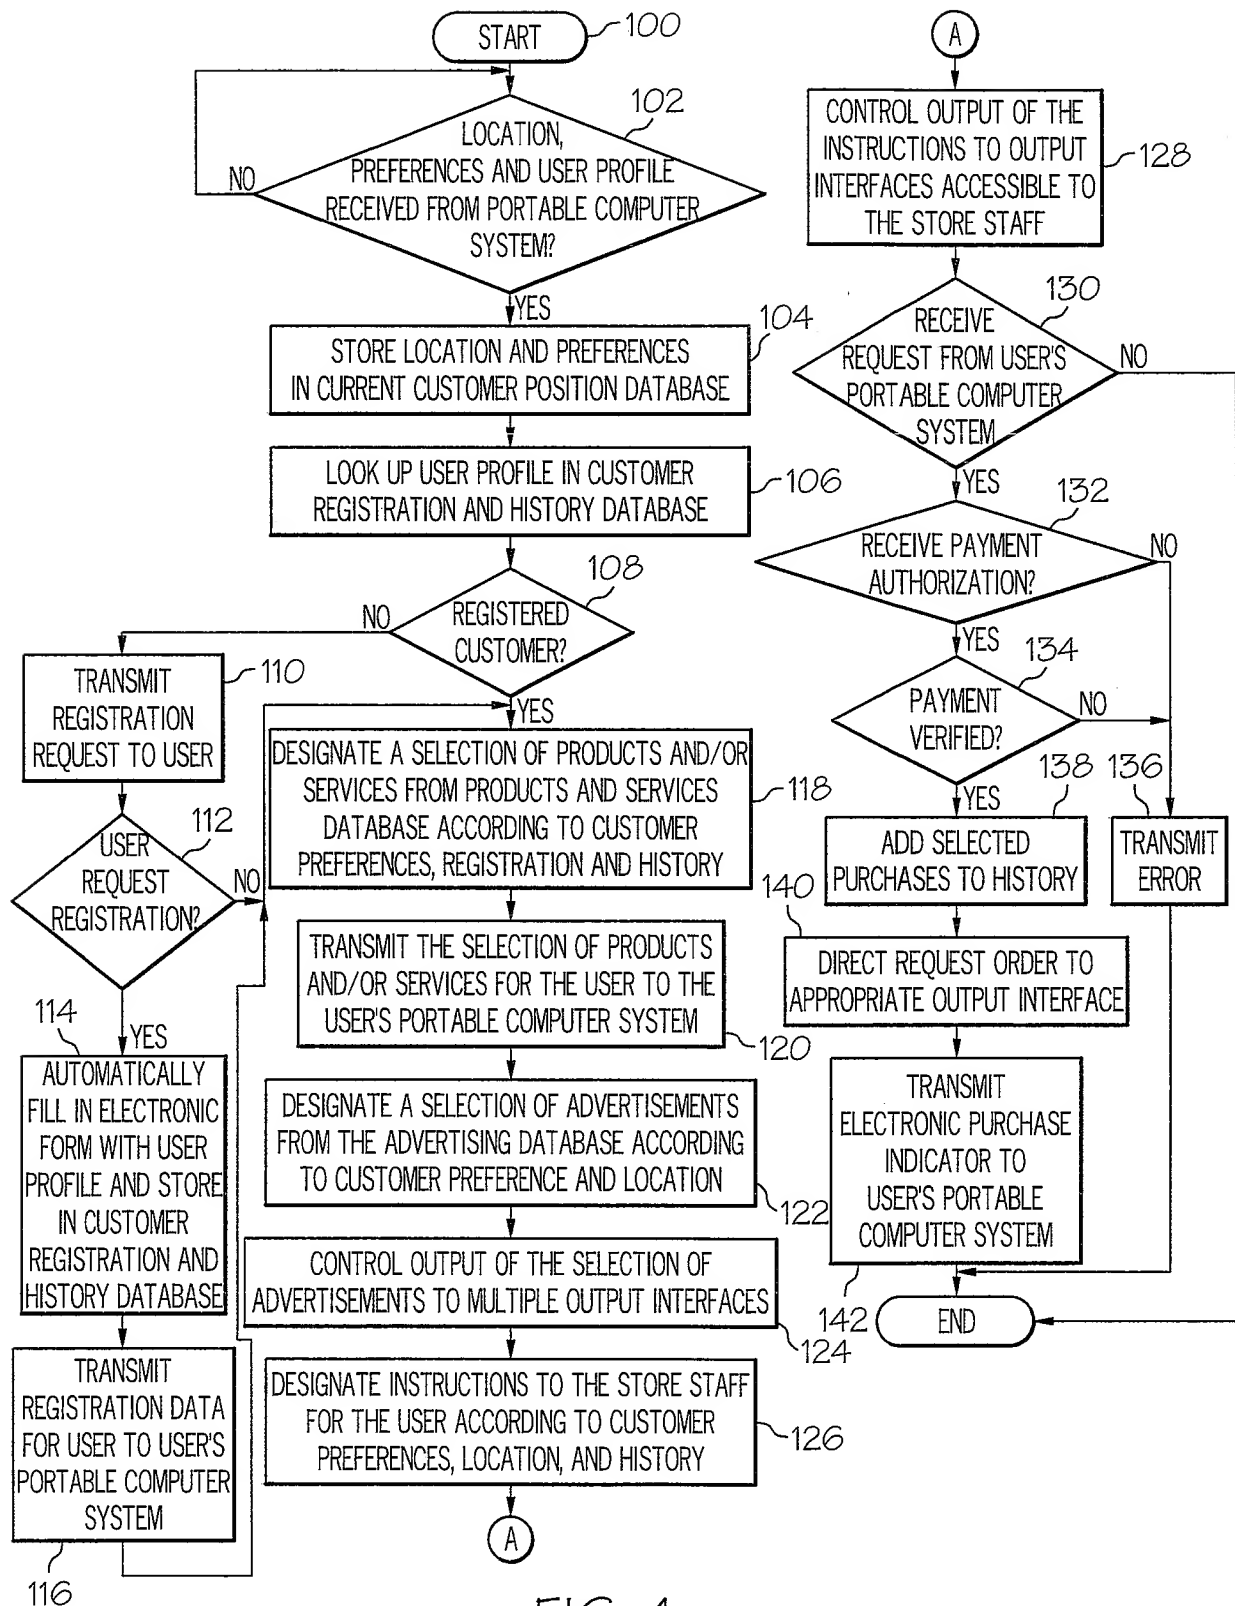 START
100
LOCATION,
PREFERENCES AND USER PROFILE
RECEIVED FROM PORTABLE COMPUTER
SYSTEM?
102
NO
YES
STORE LOCATION AND PREFERENCES
IN CURRENT CUSTOMER POSITION DATABASE
104
LOOK UP USER PROFILE IN CUSTOMER
REGISTRATION AND HISTORY DATABASE
106
REGISTERED
CUSTOMER?
108
NO
YES
TRANSMIT
REGISTRATION
REQUEST TO USER
110
USER
REQUEST
REGISTRATION?
112
NO
YES
114
AUTOMATICALLY
FILL IN ELECTRONIC
FORM WITH USER
PROFILE AND STORE
IN CUSTOMER
REGISTRATION AND
HISTORY DATABASE
TRANSMIT
REGISTRATION DATA
FOR USER TO USER'S
PORTABLE COMPUTER
SYSTEM
116
DESIGNATE A SELECTION OF PRODUCTS AND/OR
SERVICES FROM PRODUCTS AND SERVICES
DATABASE ACCORDING TO CUSTOMER
PREFERENCES, REGISTRATION AND HISTORY
118
TRANSMIT THE SELECTION OF PRODUCTS
AND/OR SERVICES FOR THE USER TO THE
USER'S PORTABLE COMPUTER SYSTEM
120
DESIGNATE A SELECTION OF ADVERTISEMENTS
FROM THE ADVERTISING DATABASE ACCORDING
TO CUSTOMER PREFERENCE AND LOCATION
122
CONTROL OUTPUT OF THE SELECTION OF
ADVERTISEMENTS TO MULTIPLE OUTPUT INTERFACES
124
DESIGNATE INSTRUCTIONS TO THE STORE STAFF
FOR THE USER ACCORDING TO CUSTOMER
PREFERENCES, LOCATION, AND HISTORY
126
A
A
CONTROL OUTPUT OF THE
INSTRUCTIONS TO OUTPUT
INTERFACES ACCESSIBLE TO
THE STORE STAFF
128
RECEIVE
REQUEST FROM USER'S
PORTABLE COMPUTER
SYSTEM
130
NO
YES
RECEIVE PAYMENT
AUTHORIZATION?
132
NO
YES
PAYMENT
VERIFIED?
134
NO
YES
138
136
ADD SELECTED
PURCHASES TO HISTORY
TRANSMIT
ERROR
140
DIRECT REQUEST ORDER TO
APPROPRIATE OUTPUT INTERFACE
TRANSMIT
ELECTRONIC PURCHASE
INDICATOR TO
USER'S PORTABLE
COMPUTER SYSTEM
142
END